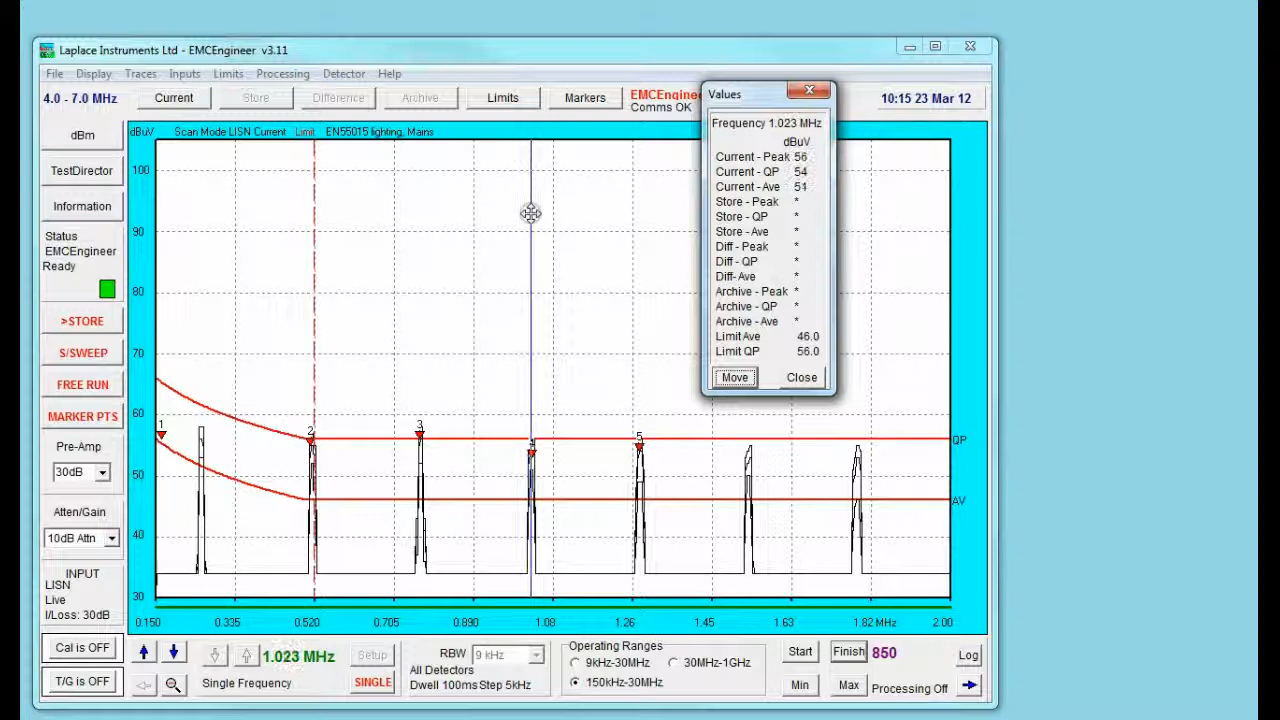 Laplace Instruments Ltd - EMCEngineer v3.11
File Display Traces Inputs Limits Processing Detector Help
4.0 - 7.0 MHz Current Store Difference Archive Limits Markers
EMCEnginee
Comms OK
10:15 23 Mar 12
dBm
TestDirector
Information
Status
EMCEngineer
Ready
>STORE
S/SWEEP
FREE RUN
MARKER PTS
Pre-Amp
30dB
Atten/Gain
10dB Attn
INPUT
LISN
Live
I/Loss: 30dB
Cal is OFF
T/G is OFF
dBuV Scan Mode LISN Current Limit EN55015 lighting, Mains
100
90
80
70
60
50
40
30
1
2
3
5
QP
AV
0.150 0.335 0.520 0.705 0.890 1.08 1.26 1.45 1.63 1.82 MHz 2.00
Values
Frequency 1.023 MHz
dBuV
Current - Peak 56
Current - QP 54
Current - Ave 51
Store - Peak *
Store - QP *
Store - Ave *
Diff - Peak *
Diff - QP *
Diff- Ave *
Archive - Peak *
Archive - QP *
Archive - Ave *
Limit Ave 46.0
Limit QP 56.0
Move Close
1.023 MHz Setup
Single Frequency SINGLE
RBW 9 kHz
All Detectors
Dwell 100ms Step 5kHz
Operating Ranges
9kHz-30MHz 30MHz-1GHz
150kHz-30MHz
Start Finish 850 Log
Min Max Processing Off